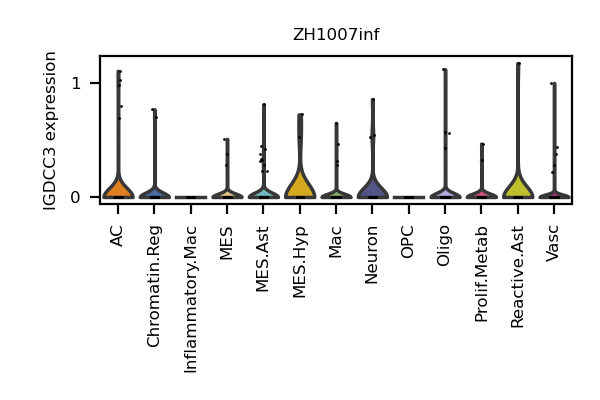 ZH1007inf
IGDCC3 expression
1
0
AC
Chromatin.Reg
Inflammatory.Mac
MES
MES.Ast
MES.Hyp
Mac
Neuron
OPC
Oligo
Prolif.Metab
Reactive.Ast
Vasc